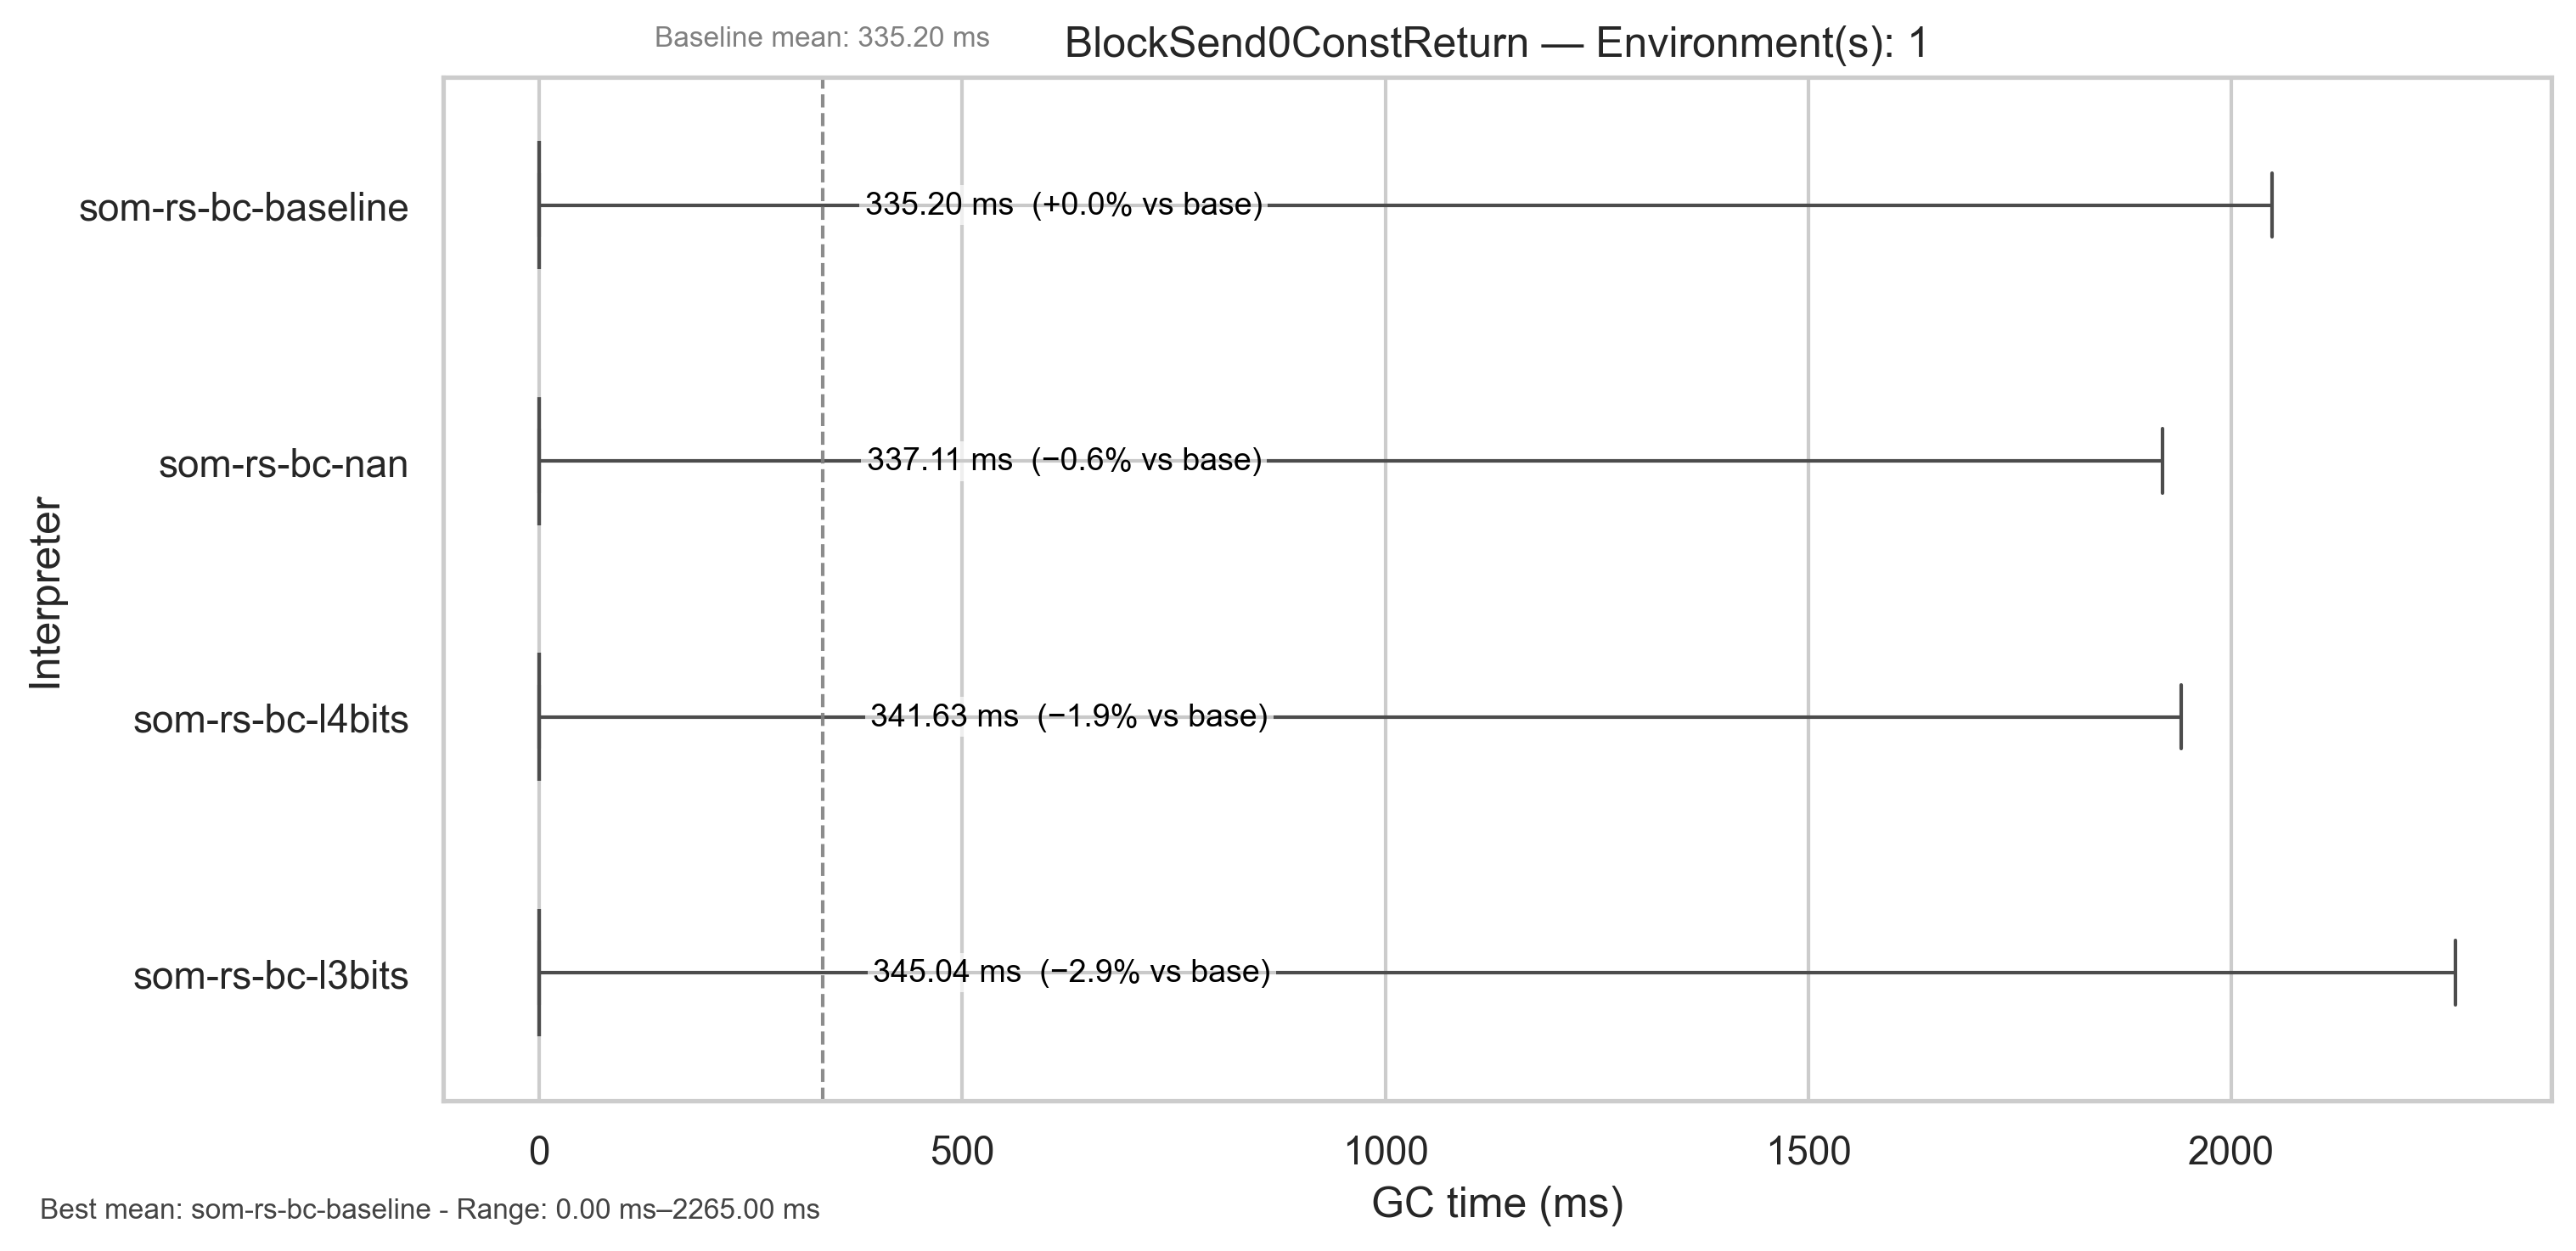 Baseline mean: 335.20 ms
BlockSend0ConstReturn — Environment(s): 1
Interpreter
som-rs-bc-baseline
335.20 ms (+0.0% vs base)
som-rs-bc-nan
337.11 ms (−0.6% vs base)
som-rs-bc-l4bits
341.63 ms (−1.9% vs base)
som-rs-bc-l3bits
345.04 ms (−2.9% vs base)
0 500 1000 1500 2000
GC time (ms)
Best mean: som-rs-bc-baseline - Range: 0.00 ms–2265.00 ms